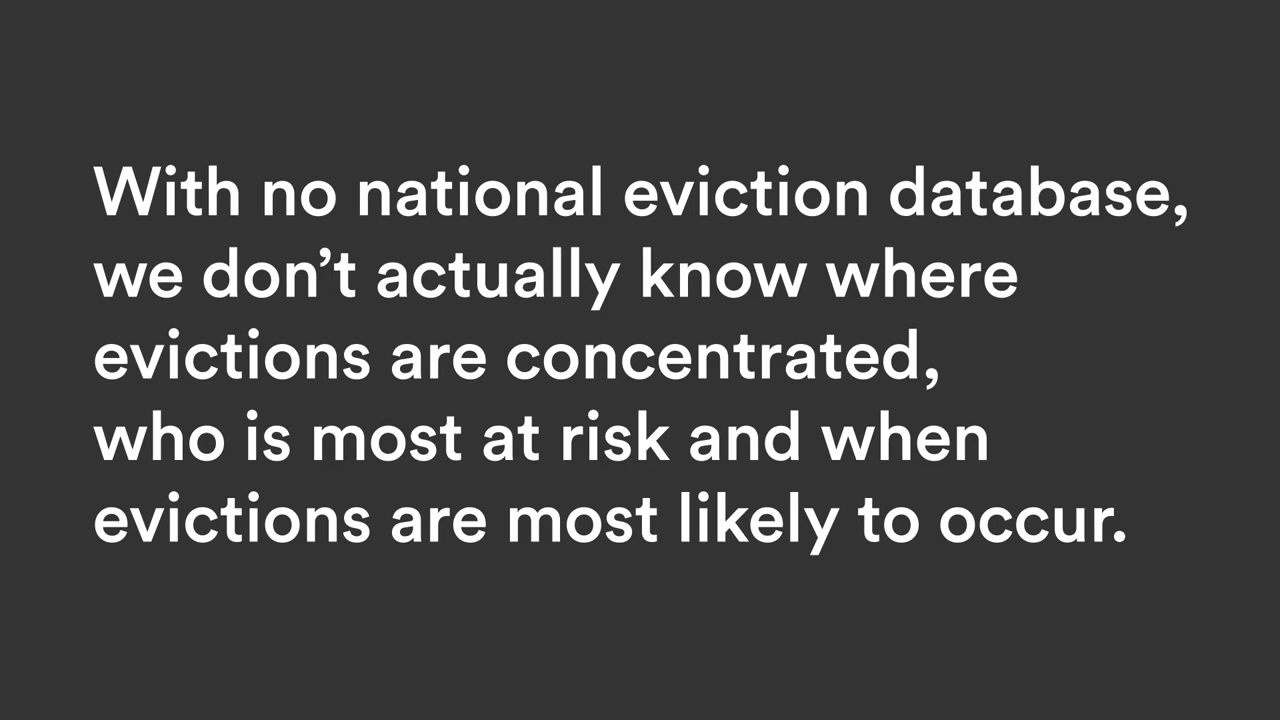 With no national eviction database,
we don’t actually know where
evictions are concentrated,
who is most at risk and when
evictions are most likely to occur.